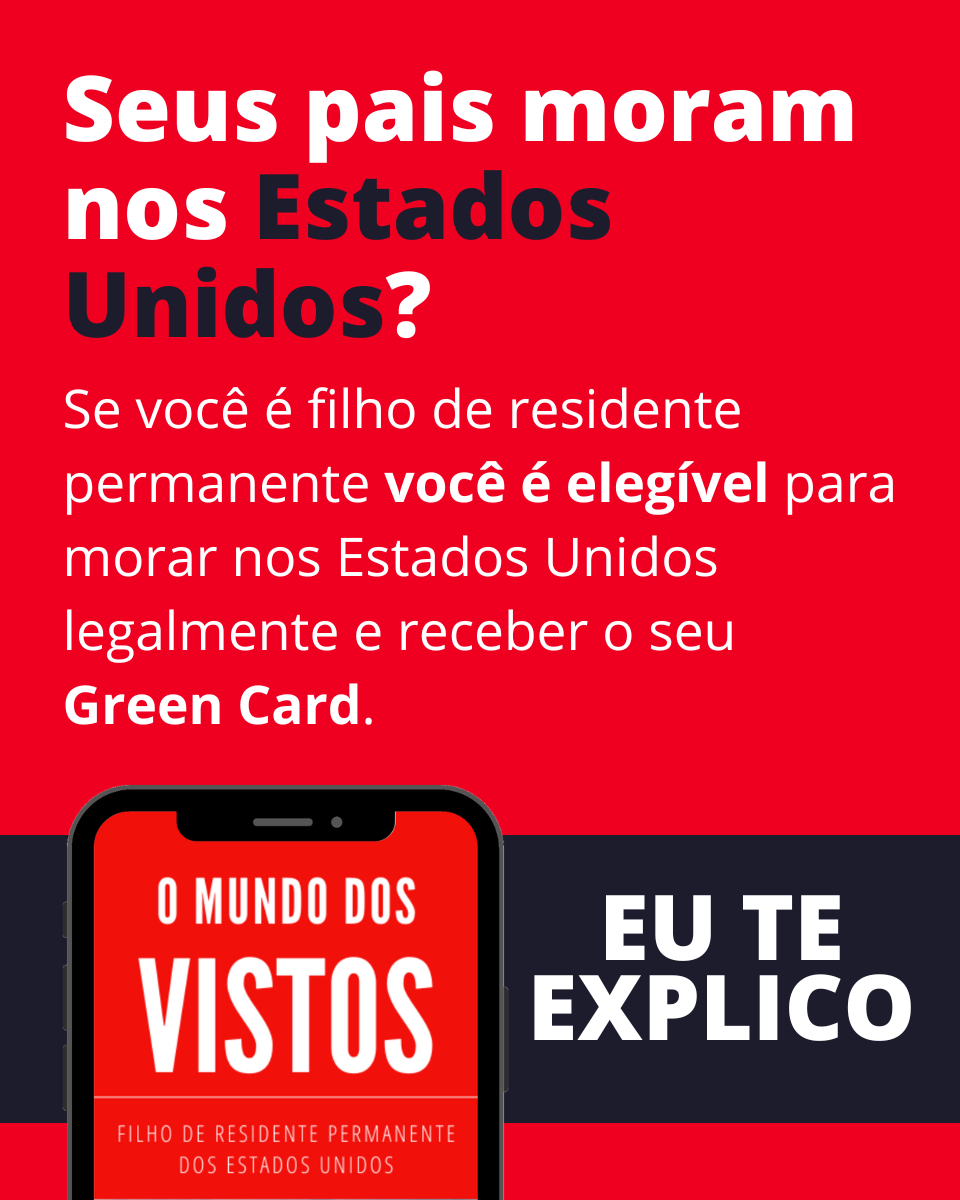 Seus pais moram
nos Estados
Unidos?
Se você é filho de residente
permanente você é elegível para
morar nos Estados Unidos
legalmente e receber o seu
Green Card.
O MUNDO DOS
VISTOS
FILHO DE RESIDENTE PERMANENTE
DOS ESTADOS UNIDOS
EU TE
EXPLICO